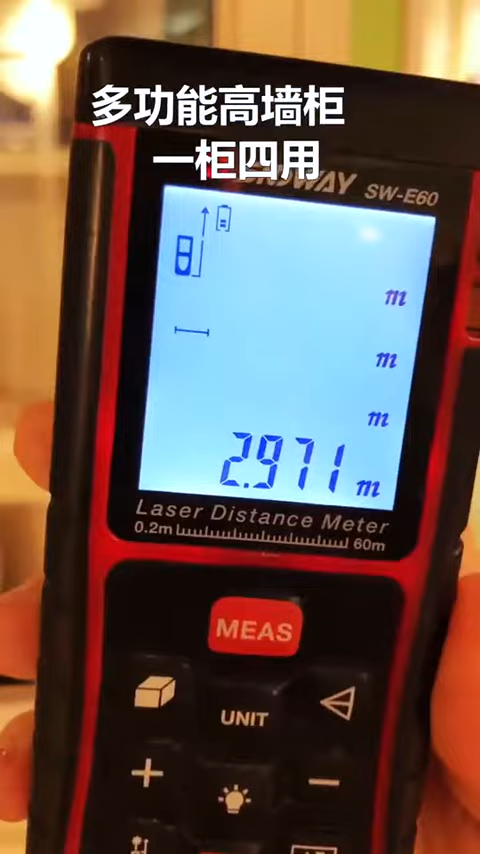 多功能高墙柜
一柜四用
SW-E60
m
m
m
2.971 m
Laser Distance Meter
0.2m 60m
MEAS
UNIT
+ −